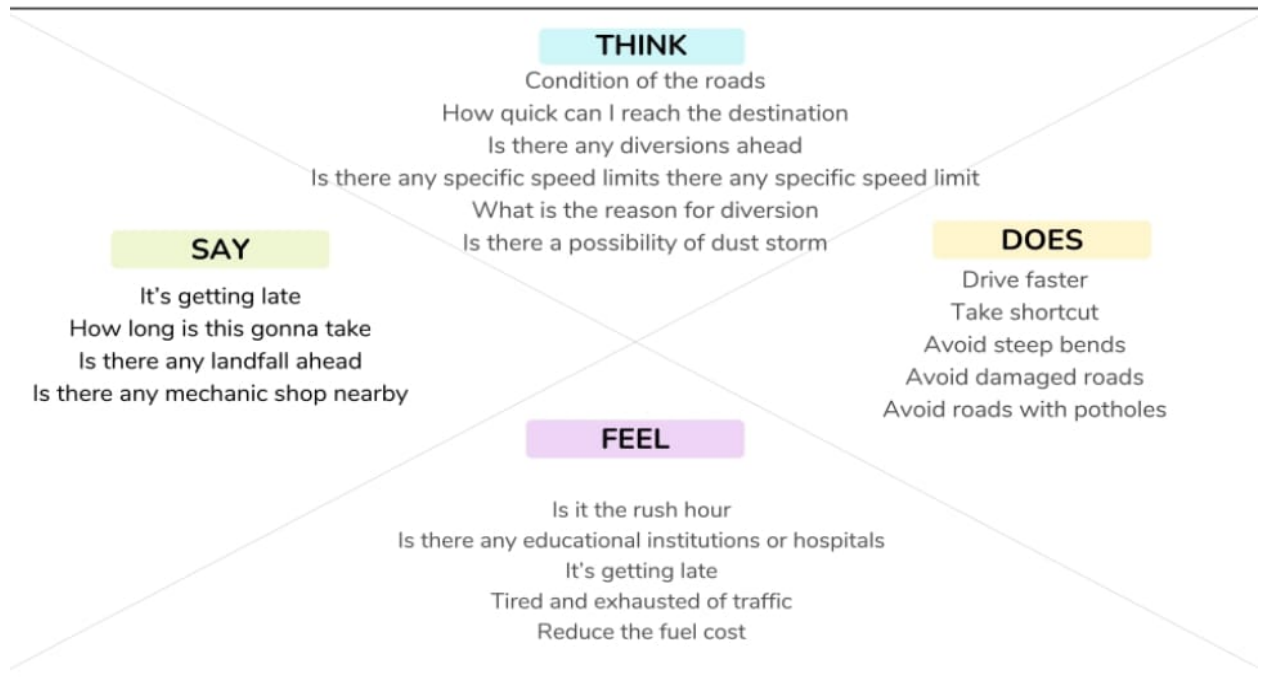 THINK
Condition of the roads
How quick can I reach the destination
Is there any diversions ahead
Is there any specific speed limits there any specific speed limit
What is the reason for diversion
Is there a possibility of dust storm
SAY
It's getting late
How long is this gonna take
Is there any landfall ahead
Is there any mechanic shop nearby
DOES
Drive faster
Take shortcut
Avoid steep bends
Avoid damaged roads
Avoid roads with potholes
FEEL
Is it the rush hour
Is there any educational institutions or hospitals
It's getting late
Tired and exhausted of traffic
Reduce the fuel cost